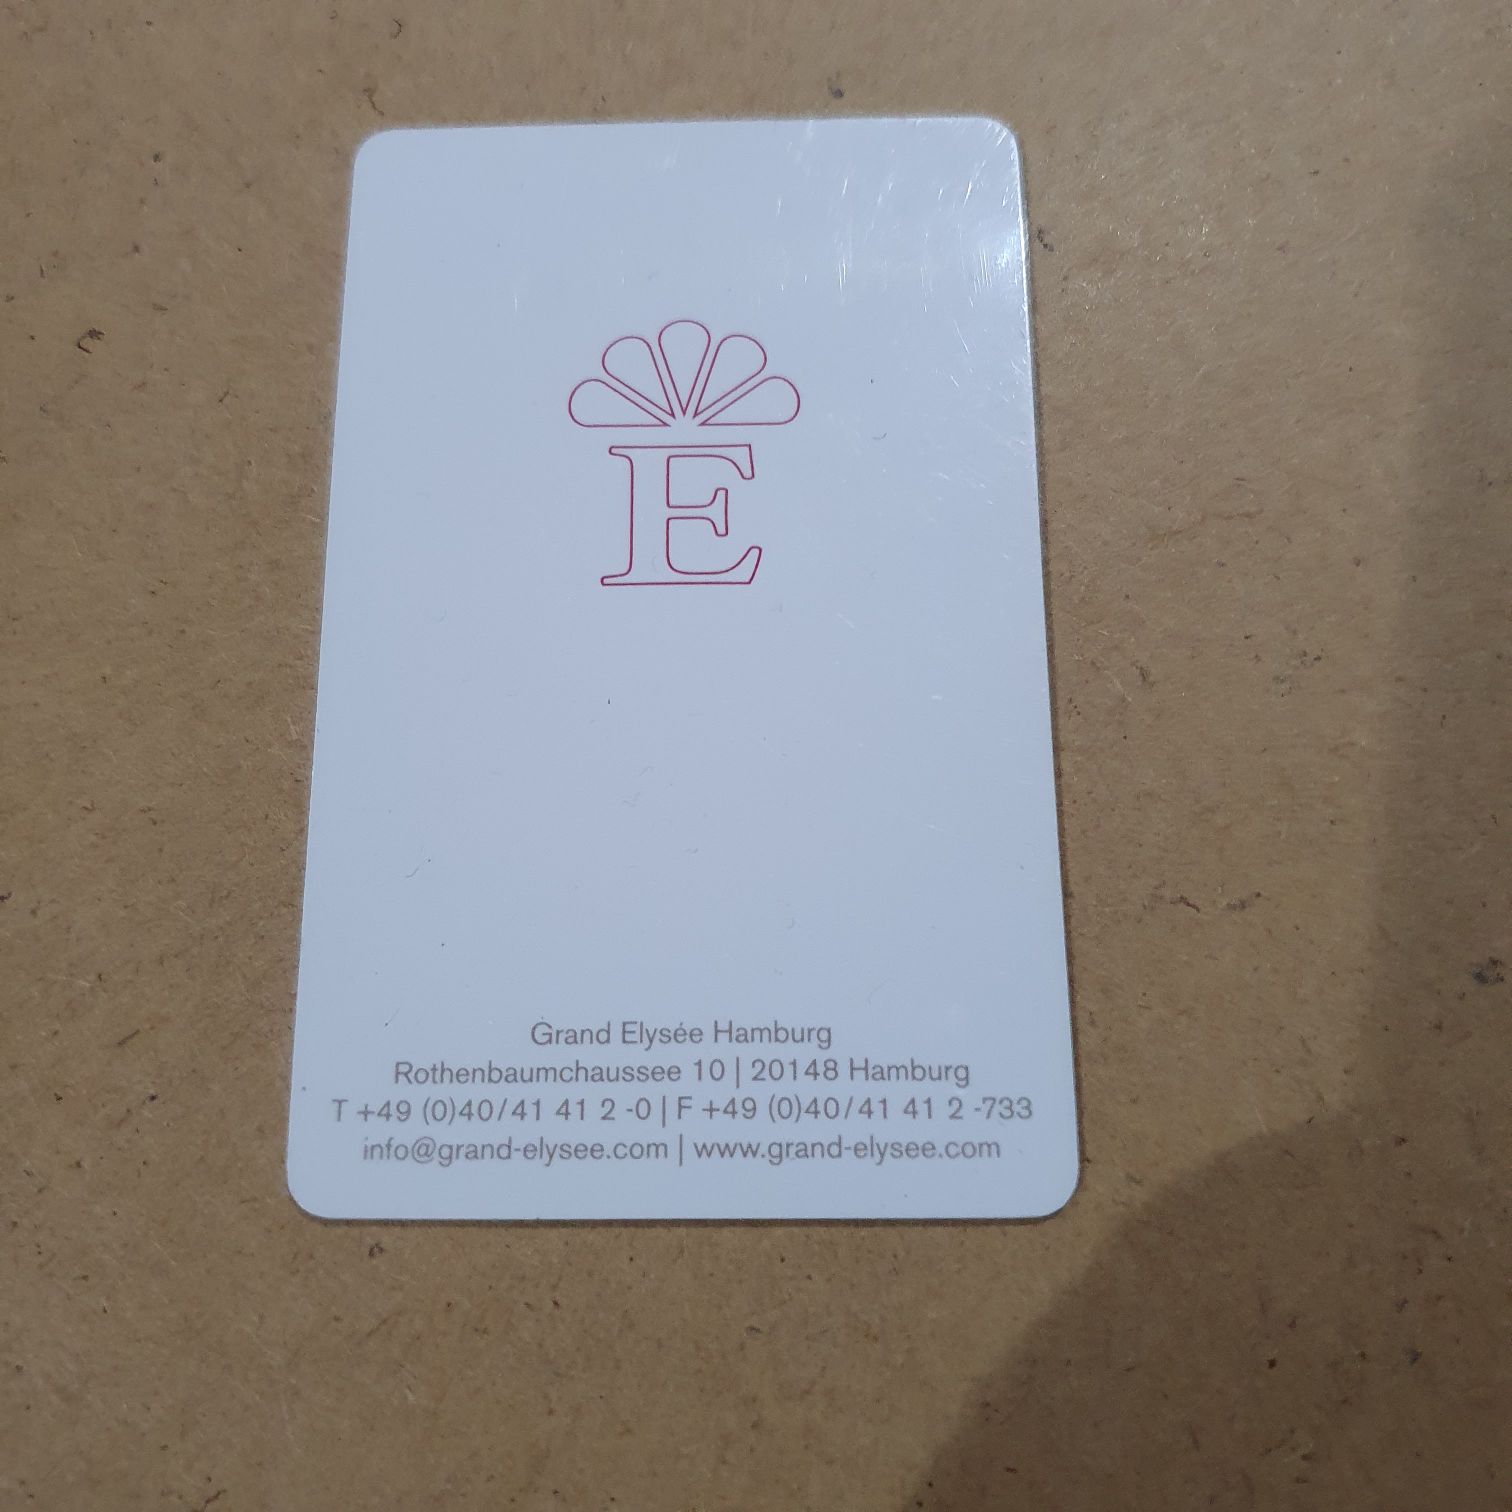 E
Grand Elysée Hamburg
Rothenbaumchaussee 10 | 20148 Hamburg
T +49 (0)40/41 41 2 -0 | F +49 (0)40/41 41 2 -733
info@grand-elysee.com | www.grand-elysee.com